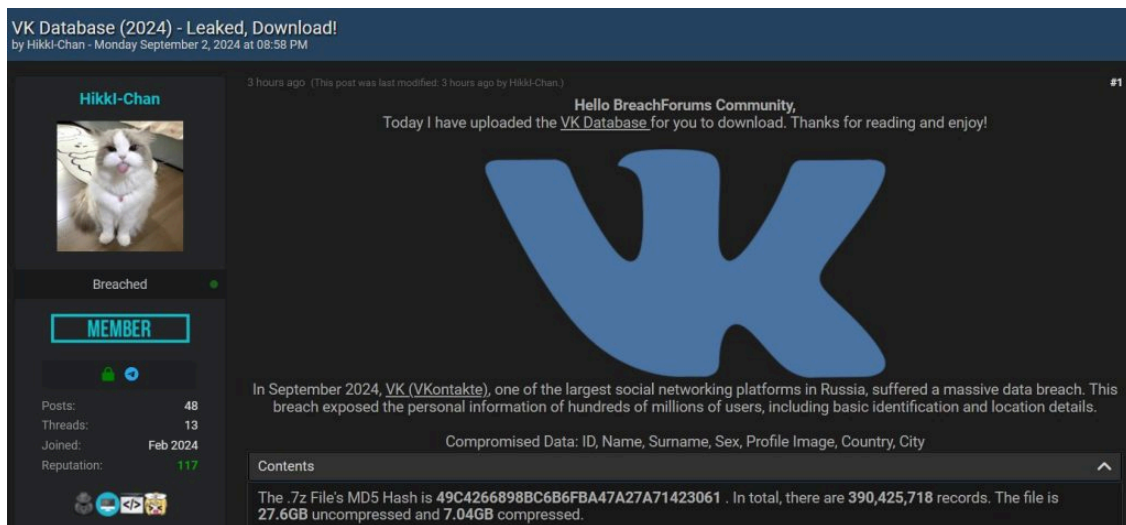 VK Database (2024) - Leaked, Download!
by HikkI-Chan - Monday September 2, 2024 at 08:58 PM
HikkI-Chan
Breached
MEMBER
Posts: 48
Threads: 13
Joined: Feb 2024
Reputation: 117
3 hours ago (This post was last modified: 3 hours ago by HikkI-Chan.)
#1
Hello BreachForums Community,
Today I have uploaded the VK Database for you to download. Thanks for reading and enjoy!
In September 2024, VK (VKontakte), one of the largest social networking platforms in Russia, suffered a massive data breach. This
breach exposed the personal information of hundreds of millions of users, including basic identification and location details.
Compromised Data: ID, Name, Surname, Sex, Profile Image, Country, City
Contents
The .7z File's MD5 Hash is 49C4266898BC6B6FBA47A27A71423061 . In total, there are 390,425,718 records. The file is
27.6GB uncompressed and 7.04GB compressed.